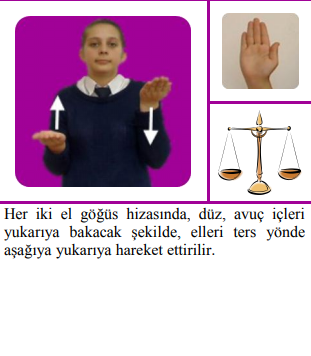 Her iki el göğüs hizasında, düz, avuç içleri
yukarıya bakacak şekilde, elleri ters yönde
aşağıya yukarıya hareket ettirilir.